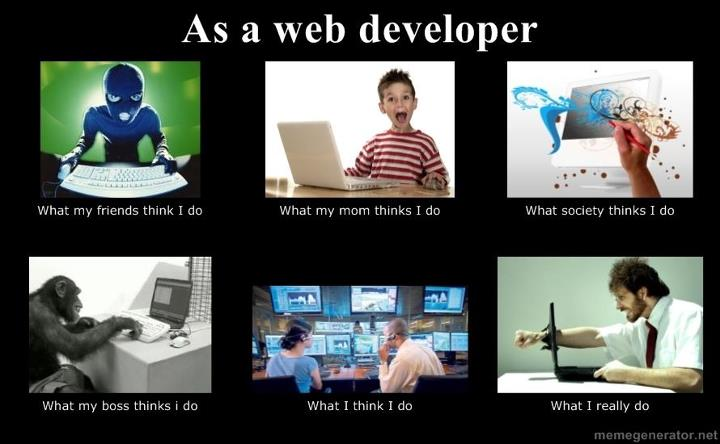 As a web developer
What my friends think I do
What my mom thinks I do
What society thinks I do
What my boss thinks i do
What I think I do
What I really do
memegenerator.net